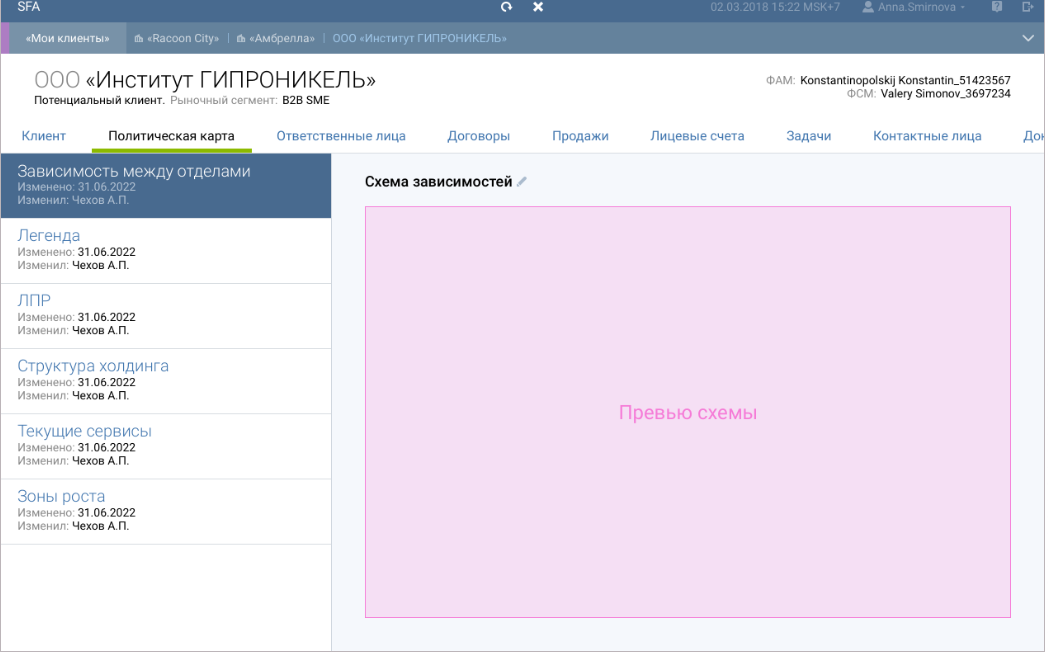 SFA
02.03.2018 15:22 MSK+7 Anna.Smirnova
«Мои клиенты» «Racoon City» «Амбрелла» ООО «Институт ГИПРОНИКЕЛЬ»
ООО «Институт ГИПРОНИКЕЛЬ»
Потенциальный клиент. Рыночный сегмент: B2B SME
ФАМ: Konstantinopolskij Konstantin_51423567
ФСМ: Valery Simonov_3697234
Клиент Политическая карта Ответственные лица Договоры Продажи Лицевые счета Задачи Контактные лица До
Зависимость между отделами
Изменено: 31.06.2022
Изменил: Чехов А.П.
Легенда
Изменено: 31.06.2022
Изменил: Чехов А.П.
ЛПР
Изменено: 31.06.2022
Изменил: Чехов А.П.
Структура холдинга
Изменено: 31.06.2022
Изменил: Чехов А.П.
Текущие сервисы
Изменено: 31.06.2022
Изменил: Чехов А.П.
Зоны роста
Изменено: 31.06.2022
Изменил: Чехов А.П.
Схема зависимостей
Превью схемы